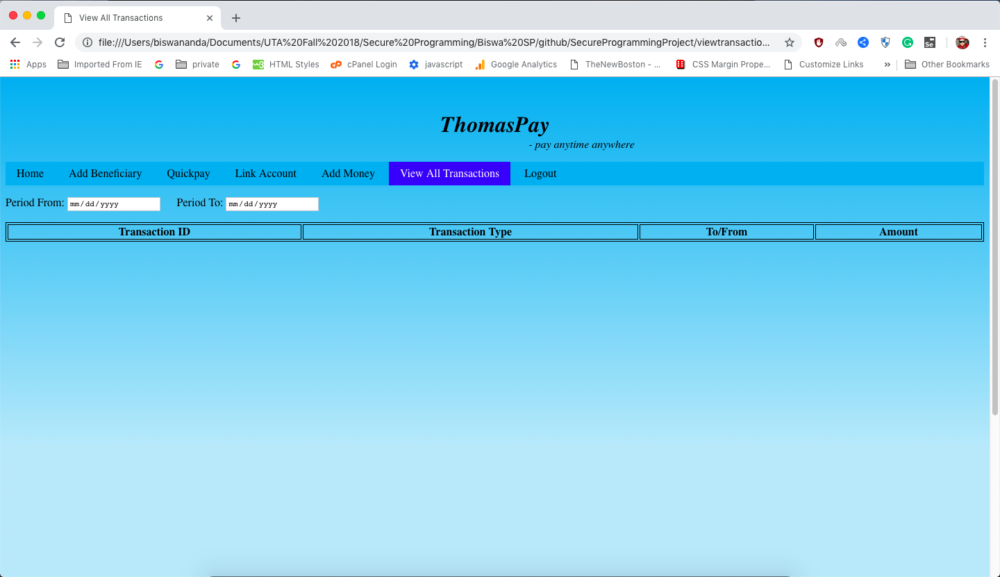 View All Transactions
file:///Users/biswananda/Documents/UTA%20Fall%202018/Secure%20Programming/Biswa%20SP/github/SecureProgrammingProject/viewtransactio...
Apps Imported From IE private HTML Styles cPanel Login javascript Google Analytics TheNewBoston - ... CSS Margin Prope... Customize Links » Other Bookmarks
ThomasPay
- pay anytime anywhere
Home Add Beneficiary Quickpay Link Account Add Money View All Transactions Logout
Period From: mm/dd/yyyy Period To: mm/dd/yyyy
Transaction ID Transaction Type To/From Amount